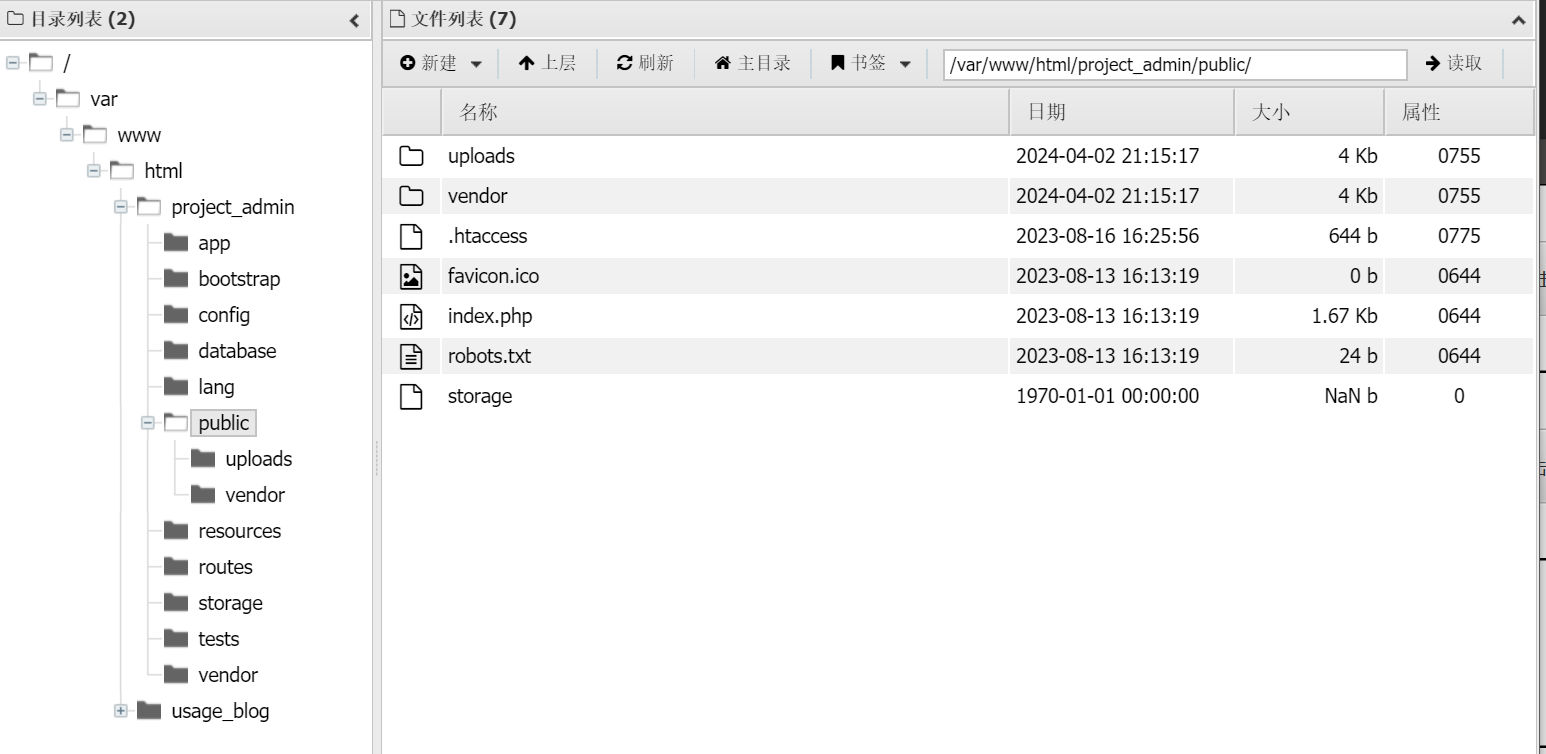 目录列表 (2)
/
var
www
html
project_admin
app
bootstrap
config
database
lang
public
uploads
vendor
resources
routes
storage
tests
vendor
usage_blog
文件列表 (7)
新建 上层 刷新 主目录 书签 /var/www/html/project_admin/public/ 读取
名称 日期 大小 属性
uploads 2024-04-02 21:15:17 4 Kb 0755
vendor 2024-04-02 21:15:17 4 Kb 0755
.htaccess 2023-08-16 16:25:56 644 b 0775
favicon.ico 2023-08-13 16:13:19 0 b 0644
index.php 2023-08-13 16:13:19 1.67 Kb 0644
robots.txt 2023-08-13 16:13:19 24 b 0644
storage 1970-01-01 00:00:00 NaN b 0